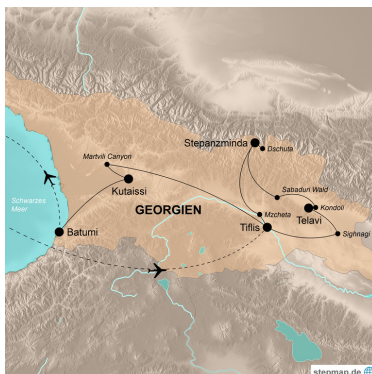 Stepanzminda
Dschuta
Martvili Canyon
Kutaissi
Sabaduri Wald
Kondoli
Telavi
Schwarzes
Meer
GEORGIEN
Mzcheta
Tiflis
Sighnagi
Batumi
stepmap.de